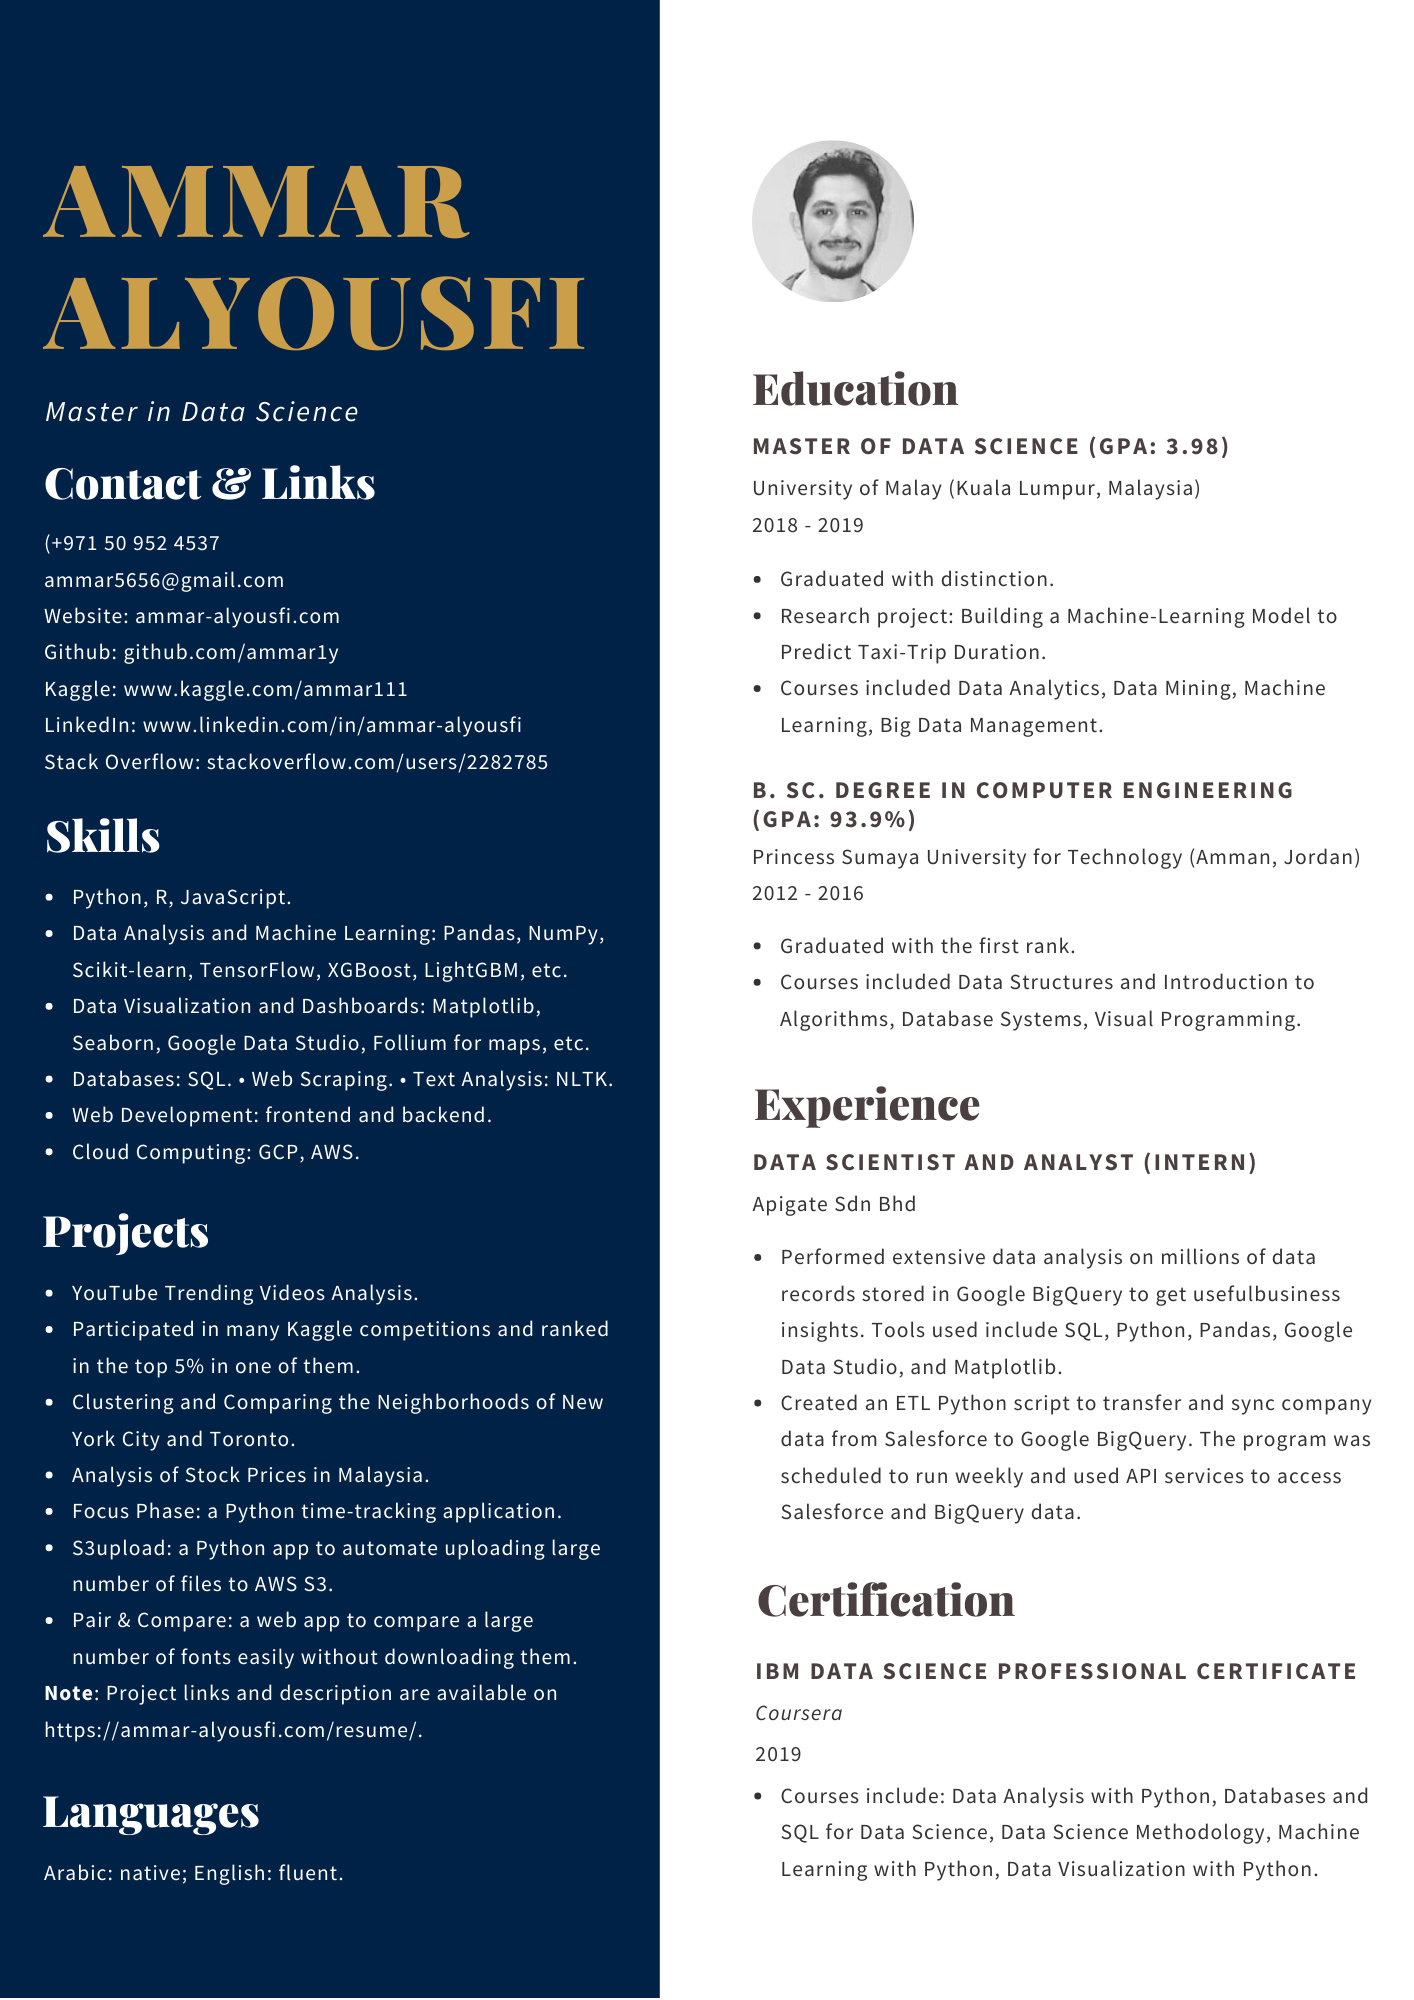 AMMAR
ALYOUSFI
Master in Data Science
Contact & Links
(+971 50 952 4537
ammar5656@gmail.com
Website: ammar-alyousfi.com
Github: github.com/ammar1y
Kaggle: www.kaggle.com/ammar111
LinkedIn: www.linkedin.com/in/ammar-alyousfi
Stack Overflow: stackoverflow.com/users/2282785
Skills
• Python, R, JavaScript.
• Data Analysis and Machine Learning: Pandas, NumPy,
Scikit-learn, TensorFlow, XGBoost, LightGBM, etc.
• Data Visualization and Dashboards: Matplotlib,
Seaborn, Google Data Studio, Follium for maps, etc.
• Databases: SQL. • Web Scraping. • Text Analysis: NLTK.
• Web Development: frontend and backend.
• Cloud Computing: GCP, AWS.
Projects
• YouTube Trending Videos Analysis.
• Participated in many Kaggle competitions and ranked
in the top 5% in one of them.
• Clustering and Comparing the Neighborhoods of New
York City and Toronto.
• Analysis of Stock Prices in Malaysia.
• Focus Phase: a Python time-tracking application.
• S3upload: a Python app to automate uploading large
number of files to AWS S3.
• Pair & Compare: a web app to compare a large
number of fonts easily without downloading them.
Note: Project links and description are available on
https://ammar-alyousfi.com/resume/.
Languages
Arabic: native; English: fluent.
Education
MASTER OF DATA SCIENCE (GPA: 3.98)
University of Malay (Kuala Lumpur, Malaysia)
2018 - 2019
• Graduated with distinction.
• Research project: Building a Machine-Learning Model to
Predict Taxi-Trip Duration.
• Courses included Data Analytics, Data Mining, Machine
Learning, Big Data Management.
B. SC. DEGREE IN COMPUTER ENGINEERING
(GPA: 93.9%)
Princess Sumaya University for Technology (Amman, Jordan)
2012 - 2016
• Graduated with the first rank.
• Courses included Data Structures and Introduction to
Algorithms, Database Systems, Visual Programming.
Experience
DATA SCIENTIST AND ANALYST (INTERN)
Apigate Sdn Bhd
• Performed extensive data analysis on millions of data
records stored in Google BigQuery to get usefulbusiness
insights. Tools used include SQL, Python, Pandas, Google
Data Studio, and Matplotlib.
• Created an ETL Python script to transfer and sync company
data from Salesforce to Google BigQuery. The program was
scheduled to run weekly and used API services to access
Salesforce and BigQuery data.
Certification
IBM DATA SCIENCE PROFESSIONAL CERTIFICATE
Coursera
2019
• Courses include: Data Analysis with Python, Databases and
SQL for Data Science, Data Science Methodology, Machine
Learning with Python, Data Visualization with Python.